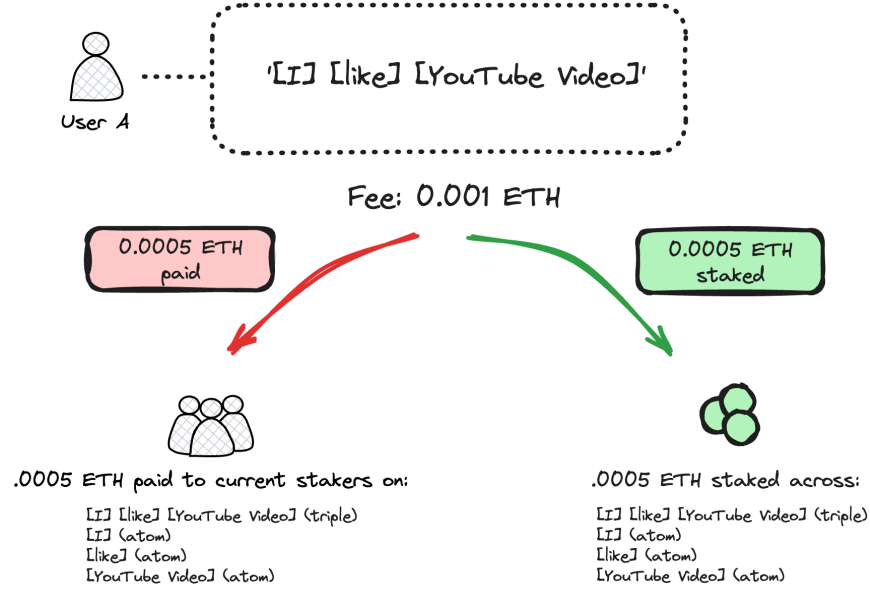 '[I] [like] [YouTube Video]'
User A
Fee: 0.001 ETH
0.0005 ETH
paid
0.0005 ETH
staked
.0005 ETH paid to current stakers on:
[I] [like] [YouTube Video] (triple)
[I] (atom)
[like] (atom)
[YouTube Video] (atom)
.0005 ETH staked across:
[I] [like] [YouTube Video] (triple)
[I] (atom)
[like] (atom)
[YouTube Video] (atom)